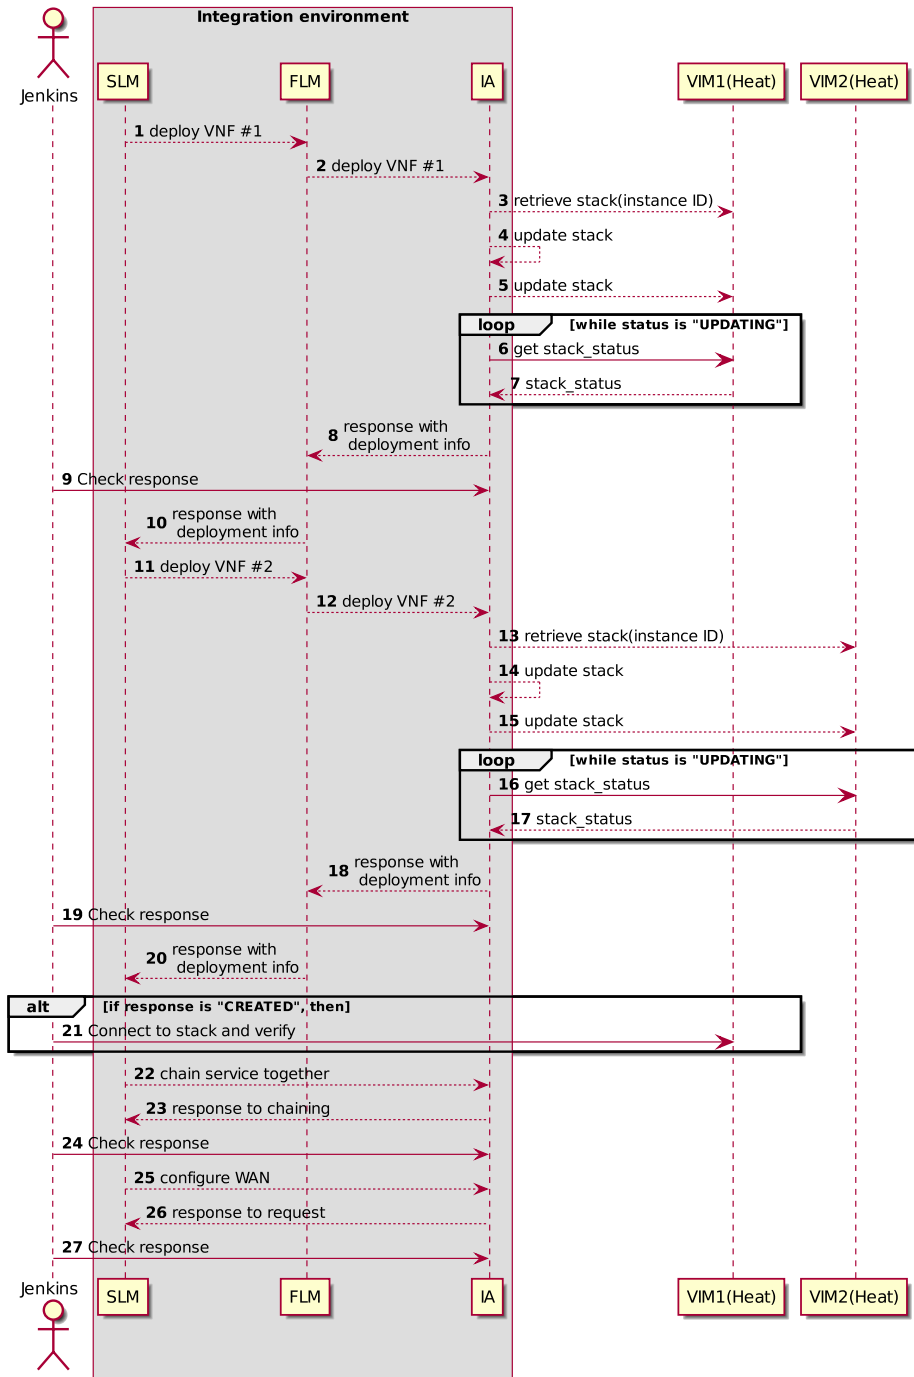 Integration environment
Jenkins
SLM
FLM
IA
VIM1(Heat)
VIM2(Heat)
1 deploy VNF #1
2 deploy VNF #1
3 retrieve stack(instance ID)
4 update stack
5 update stack
loop [while status is "UPDATING"]
6 get stack_status
7 stack_status
8 response with
deployment info
9 Check response
10 response with
deployment info
11 deploy VNF #2
12 deploy VNF #2
13 retrieve stack(instance ID)
14 update stack
15 update stack
loop [while status is "UPDATING"]
16 get stack_status
17 stack_status
18 response with
deployment info
19 Check response
20 response with
deployment info
alt [if response is "CREATED", then]
21 Connect to stack and verify
22 chain service together
23 response to chaining
24 Check response
25 configure WAN
26 response to request
27 Check response
Jenkins
SLM
FLM
IA
VIM1(Heat)
VIM2(Heat)